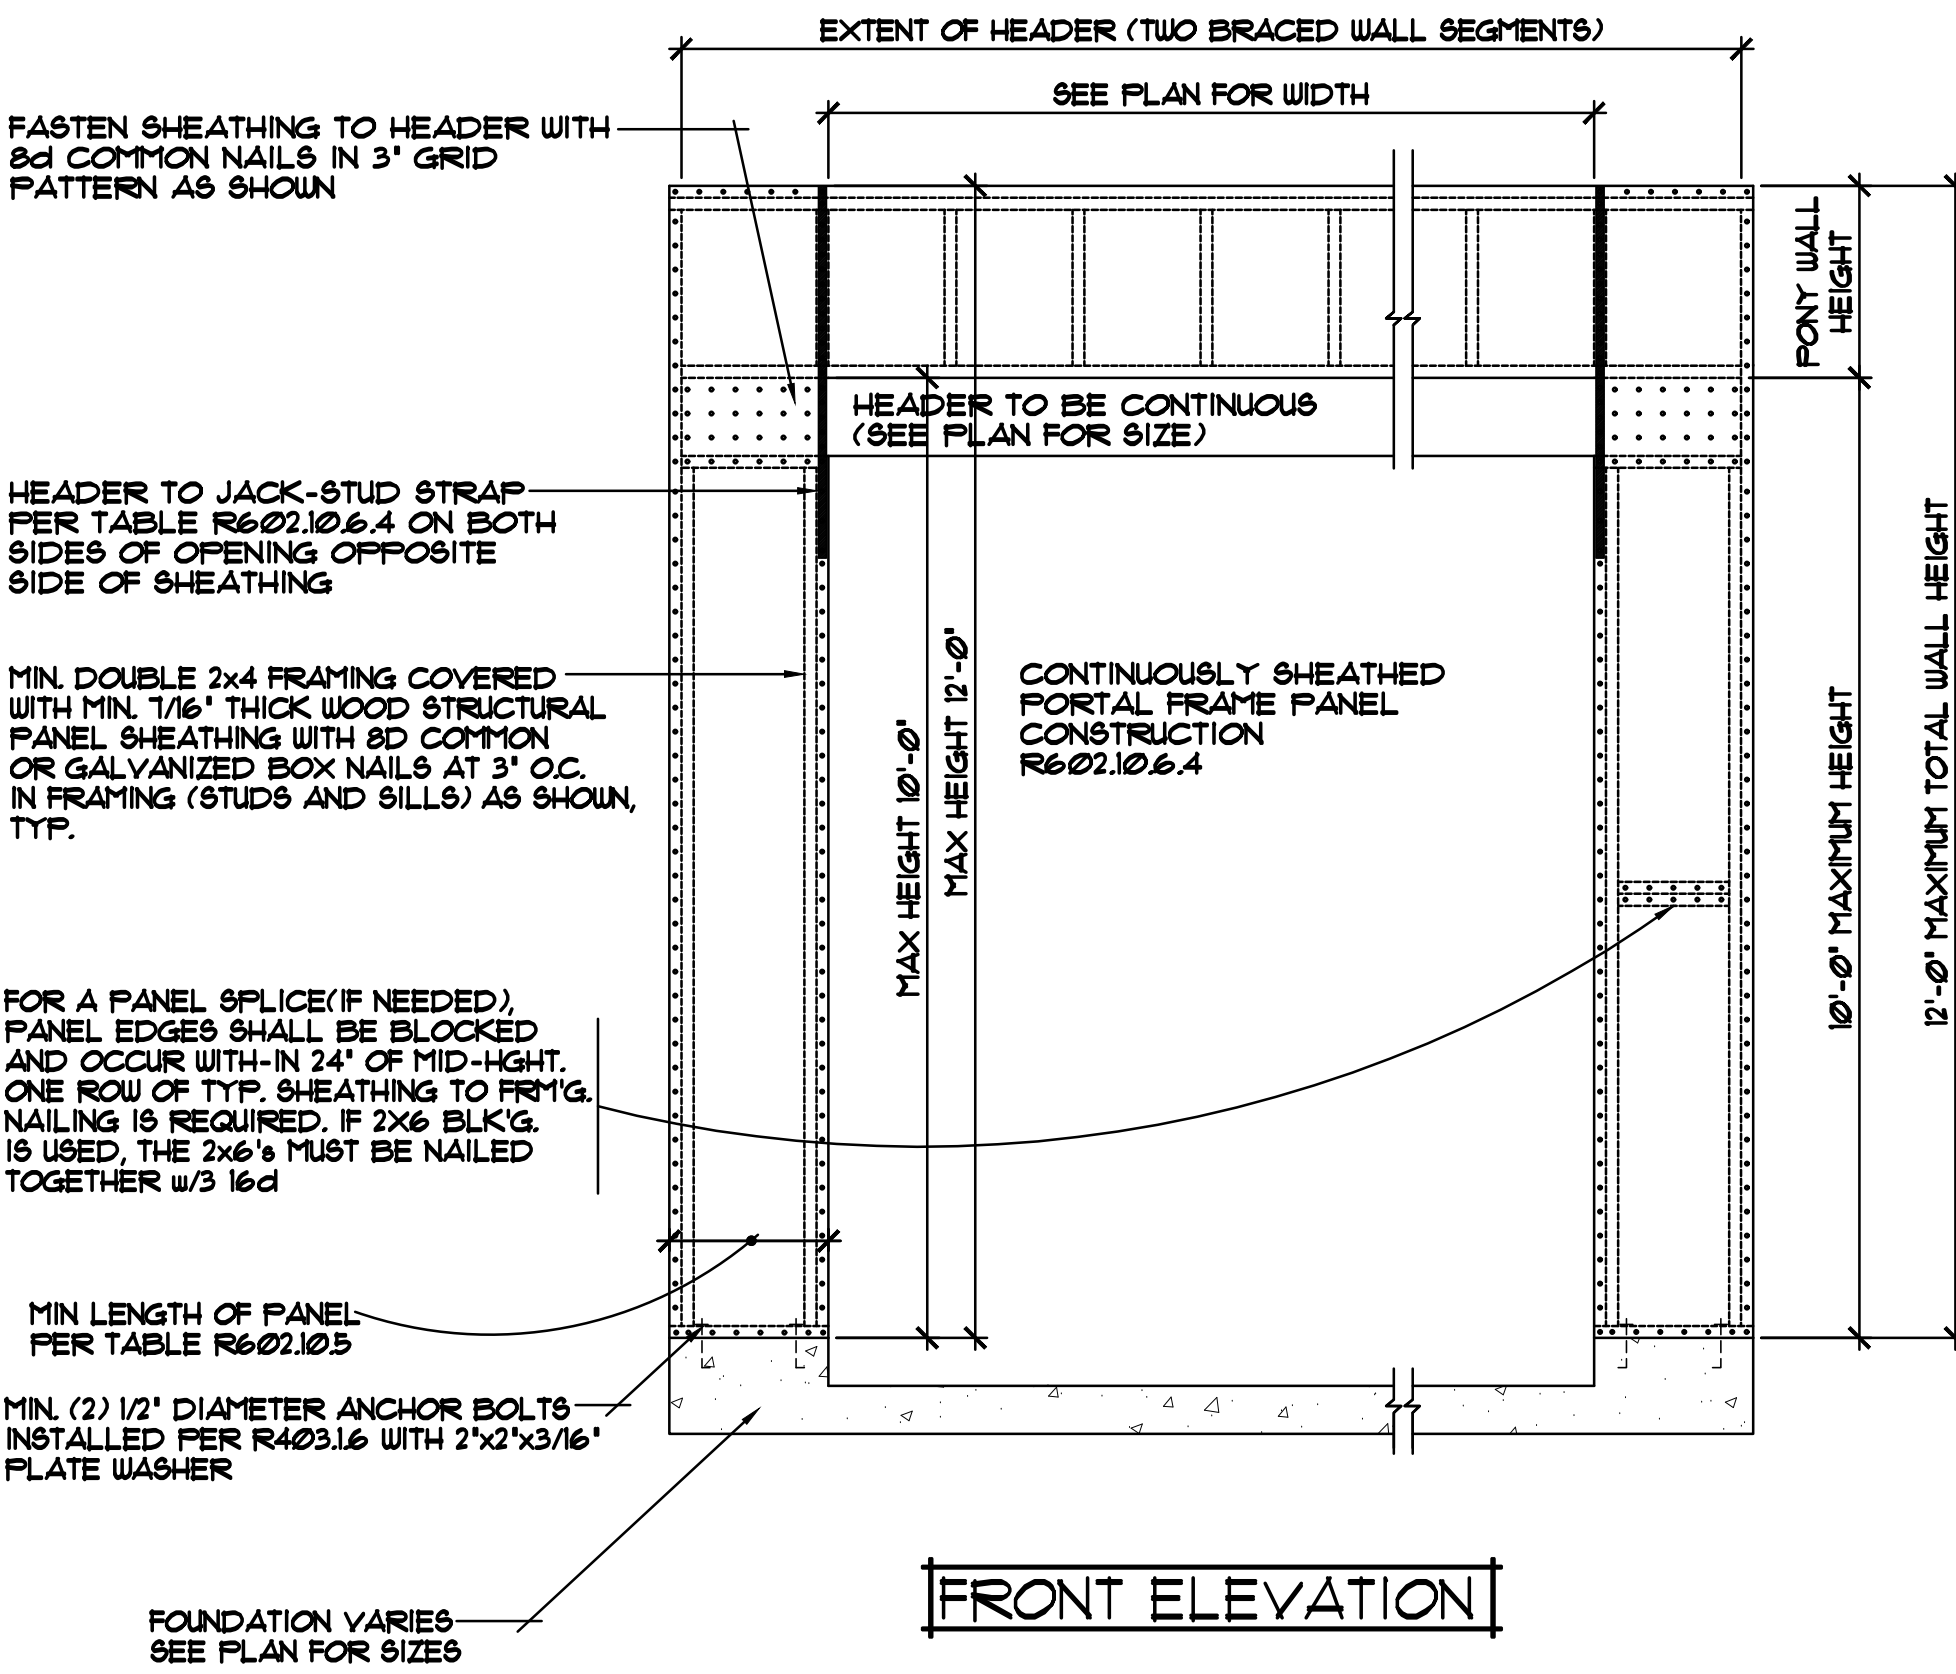 EXTENT OF HEADER (TWO BRACED WALL SEGMENTS)
SEE PLAN FOR WIDTH
FASTEN SHEATHING TO HEADER WITH
8d COMMON NAILS IN 3" GRID
PATTERN AS SHOWN
PONY WALL
HEIGHT
HEADER TO BE CONTINUOUS
(SEE PLAN FOR SIZE)
HEADER TO JACK-STUD STRAP
PER TABLE R602.10.6.4 ON BOTH
SIDES OF OPENING OPPOSITE
SIDE OF SHEATHING
MIN. DOUBLE 2x4 FRAMING COVERED
WITH MIN. 7/16" THICK WOOD STRUCTURAL
PANEL SHEATHING WITH 8D COMMON
OR GALVANIZED BOX NAILS AT 3" O.C.
IN FRAMING (STUDS AND SILLS) AS SHOWN,
TYP.
MAX HEIGHT 10'-0"
MAX HEIGHT 12'-0"
CONTINUOUSLY SHEATHED
PORTAL FRAME PANEL
CONSTRUCTION
R602.10.6.4
10'-0" MAXIMUM HEIGHT
12'-0" MAXIMUM TOTAL WALL HEIGHT
FOR A PANEL SPLICE(IF NEEDED),
PANEL EDGES SHALL BE BLOCKED
AND OCCUR WITH-IN 24" OF MID-HGHT.
ONE ROW OF TYP. SHEATHING TO FRM'G.
NAILING IS REQUIRED. IF 2X6 BLK'G.
IS USED, THE 2x6's MUST BE NAILED
TOGETHER w/3 16d
MIN LENGTH OF PANEL
PER TABLE R602.10.5
MIN. (2) 1/2" DIAMETER ANCHOR BOLTS
INSTALLED PER R403.1.6 WITH 2"x2"x3/16"
PLATE WASHER
FOUNDATION VARIES
SEE PLAN FOR SIZES
FRONT ELEVATION